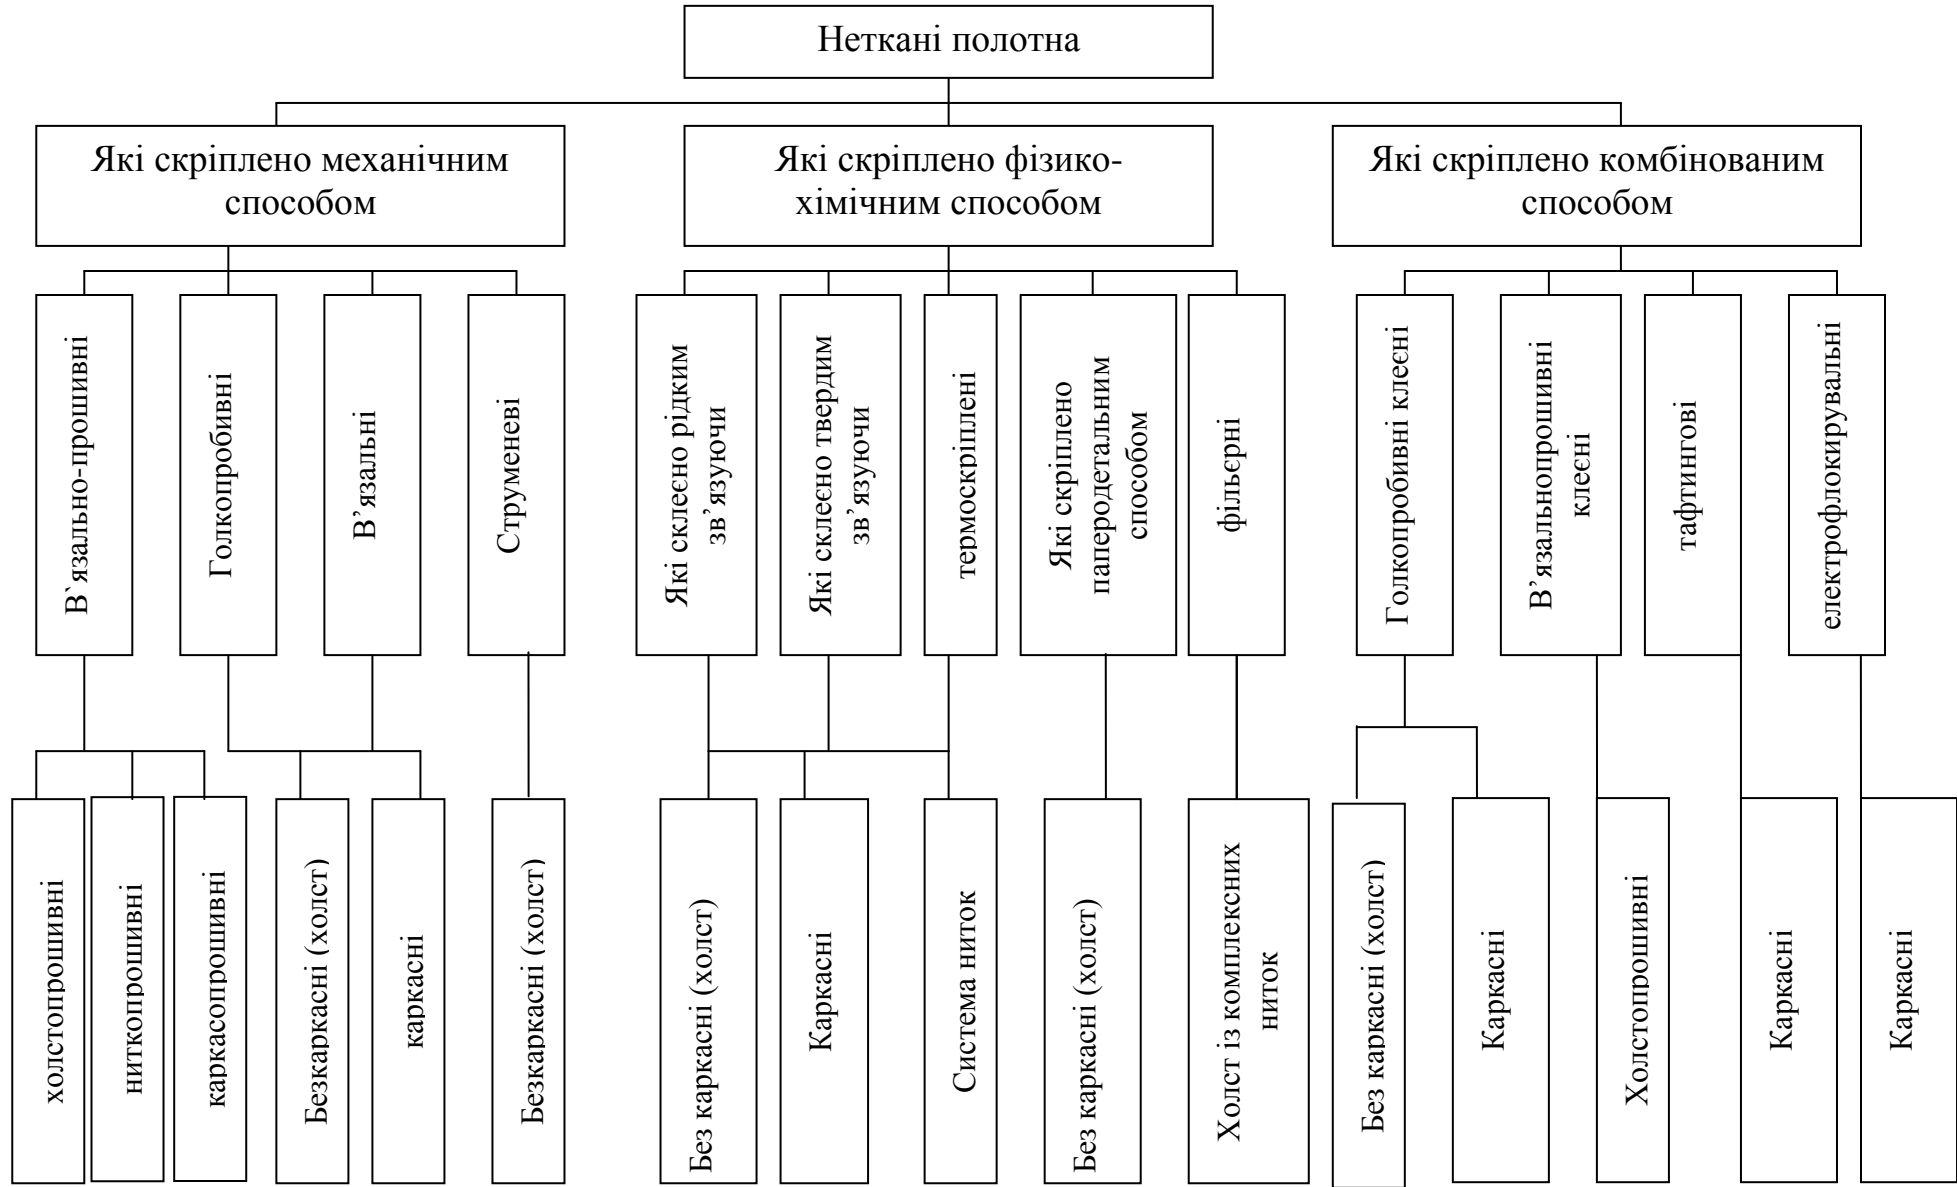 Неткані полотна
Які скріплено механічним
способом
Які скріплено фізико-
хімічним способом
Які скріплено комбінованим
способом
В`язально-прошивні
Голкопробивні
В’язальні
Струменеві
Які склеєно рідким
зв’язуючи
Які склеєно твердим
зв’язуючи
термоскріплені
Які скріплено
папородетальним
способом
фільєрні
Голкопробивні клеєні
В’язальнопрошивні
клеєні
тафтингові
електрофлокирувальні
холстопрошивні
ниткопрошивні
каркасопрошивні
Безкаркасні (холст)
каркасні
Безкаркасні (холст)
Без каркасні (холст)
Каркасні
Система ниток
Без каркасні (холст)
Холст із комплексних
ниток
Без каркасні (холст)
Каркасні
Холстопрошивні
Каркасні
Каркасні